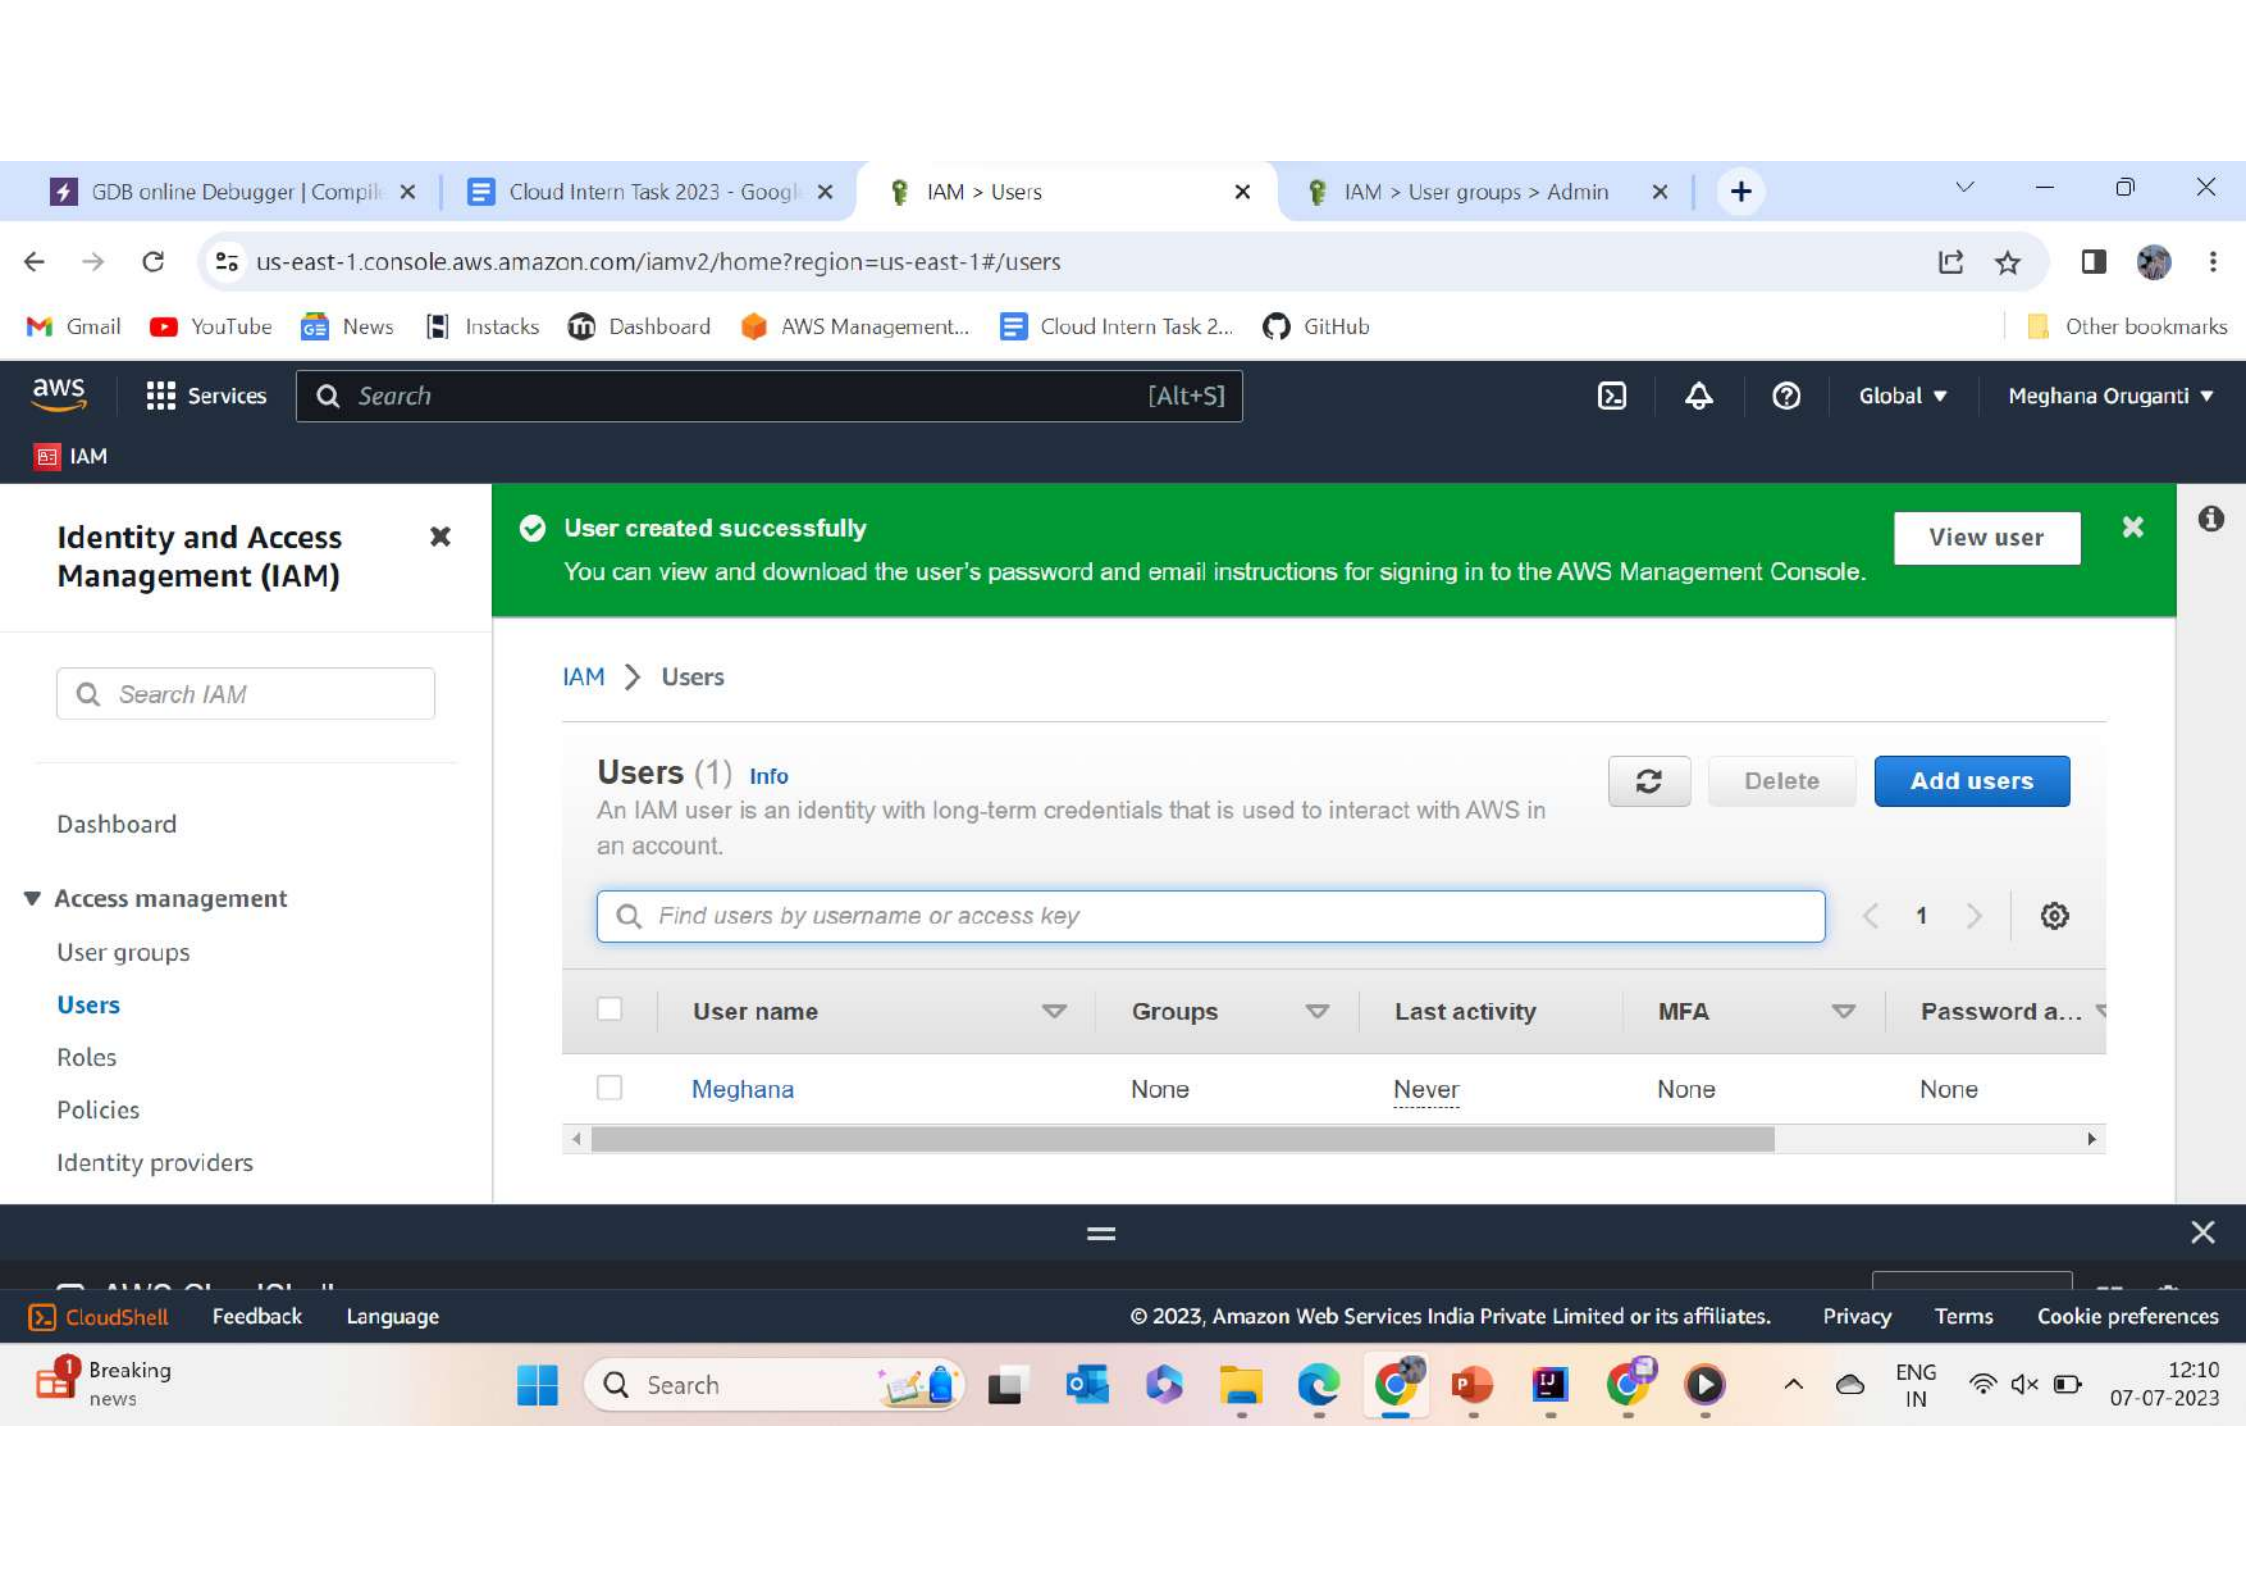 GDB online Debugger | Compile
Cloud Intern Task 2023 - Googl
IAM > Users
IAM > User groups > Admin
us-east-1.console.aws.amazon.com/iamv2/home?region=us-east-1#/users
Gmail
YouTube
GE News
Instacks
Dashboard
AWS Management...
Cloud Intern Task 2...
GitHub
Other bookmarks
aws
Services
Search
[Alt+S]
Global
Meghana Oruganti
IAM
Identity and Access
Management (IAM)
User created successfully
You can view and download the user's password and email instructions for signing in to the AWS Management Console.
View user
Search IAM
IAM > Users
Users (1) Info
An IAM user is an identity with long-term credentials that is used to interact with AWS in
an account.
Delete
Add users
Dashboard
Find users by username or access key
1
Access management
User groups
Users
Roles
Policies
Identity providers
User name
Groups
Last activity
MFA
Password a...
Meghana
None
Never
None
None
AWS CloudShell
CloudShell
Feedback
Language
© 2023, Amazon Web Services India Private Limited or its affiliates.
Privacy
Terms
Cookie preferences
1
Breaking
news
Search
ENG
IN
12:10
07-07-2023